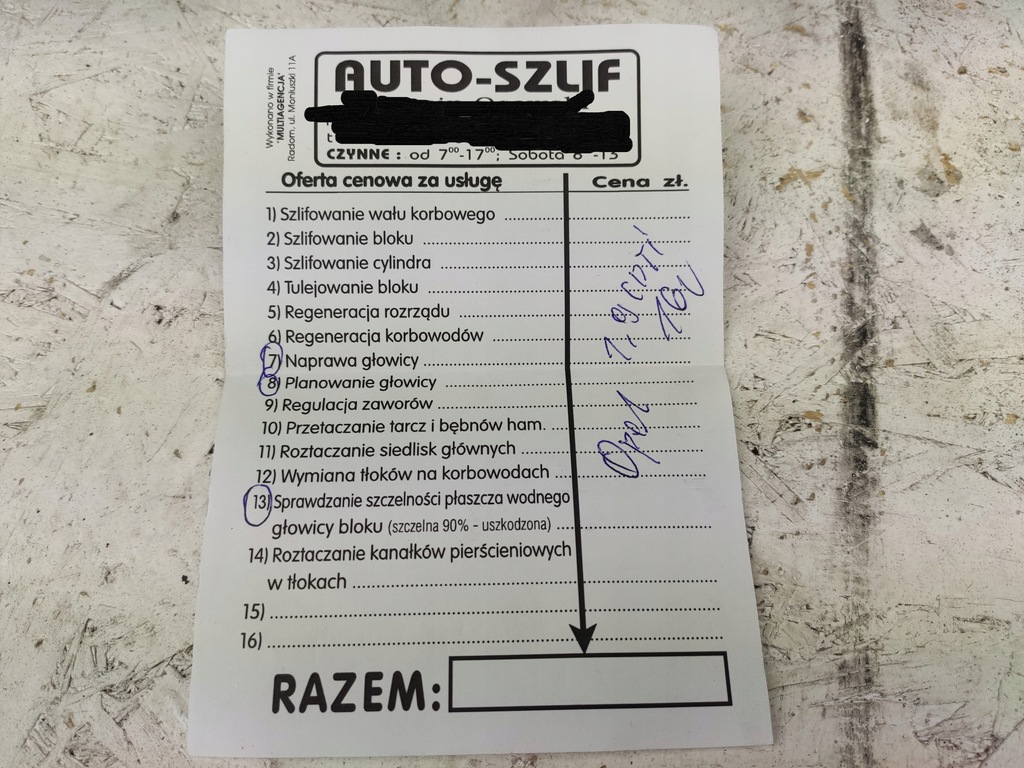 Wykonano w firmie
"MULTIAGENCJA"
Radom, ul. Moniuszki 11A
AUTO-SZLIF
CZYNNE : od 7⁰⁰-17⁰⁰; Sobota 8 -13
Oferta cenowa za usługę Cena zł.
1) Szlifowanie wału korbowego
2) Szlifowanie bloku
3) Szlifowanie cylindra
4) Tulejowanie bloku
5) Regeneracja rozrządu
6) Regeneracja korbowodów
7) Naprawa głowicy
8) Planowanie głowicy
9) Regulacja zaworów
10) Przetaczanie tarcz i bębnów ham.
11) Roztaczanie siedlisk głównych
12) Wymiana tłoków na korbowodach
13) Sprawdzanie szczelności płaszcza wodnego
głowicy bloku (szczelna 90% - uszkodzona)
14) Roztaczanie kanałków pierścieniowych
w tłokach
15)
16)
RAZEM:
Opel 1,9 CDTI
16V